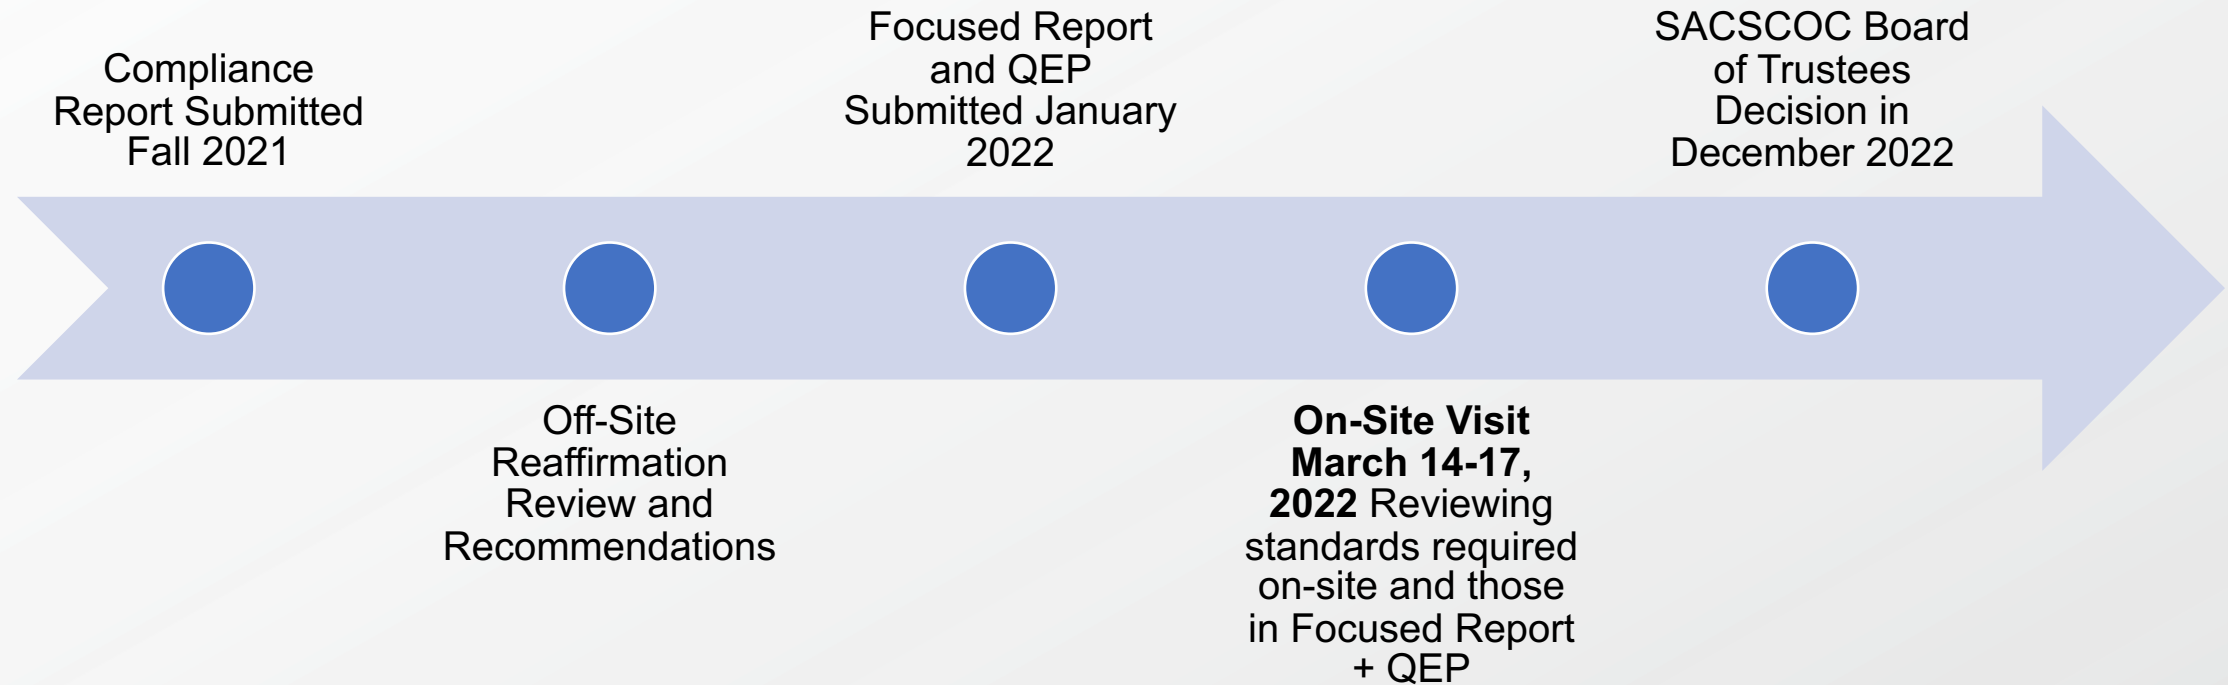 Compliance
Report Submitted
Fall 2021
Off-Site
Reaffirmation
Review and
Recommendations
Focused Report
and QEP
Submitted January
2022
On-Site Visit
March 14-17,
2022 Reviewing
standards required
on-site and those
in Focused Report
+ QEP
SACSCOC Board
of Trustees
Decision in
December 2022